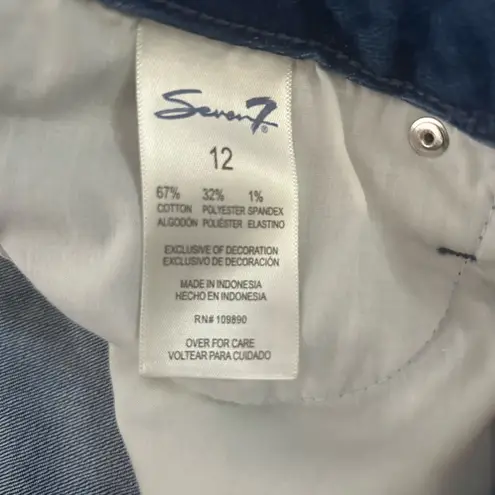 Seven7®
12
67% 32% 1%
COTTON POLYESTER SPANDEX
ALGODÓN POLIÉSTER ELASTINO
EXCLUSIVE OF DECORATION
EXCLUSIVO DE DECORACIÓN
MADE IN INDONESIA
HECHO EN INDONESIA
RN# 109890
OVER FOR CARE
VOLTEAR PARA CUIDADO